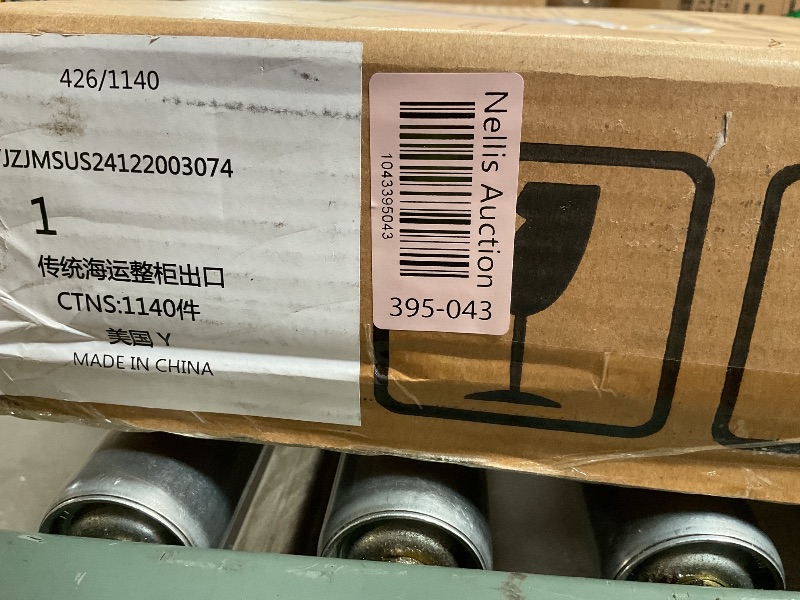 426/1140
JZJMSUS24122003074
1
传统海运整柜出口
CTNS:1140件
美国 Y
MADE IN CHINA
Nellis Auction
1043395043
395-043